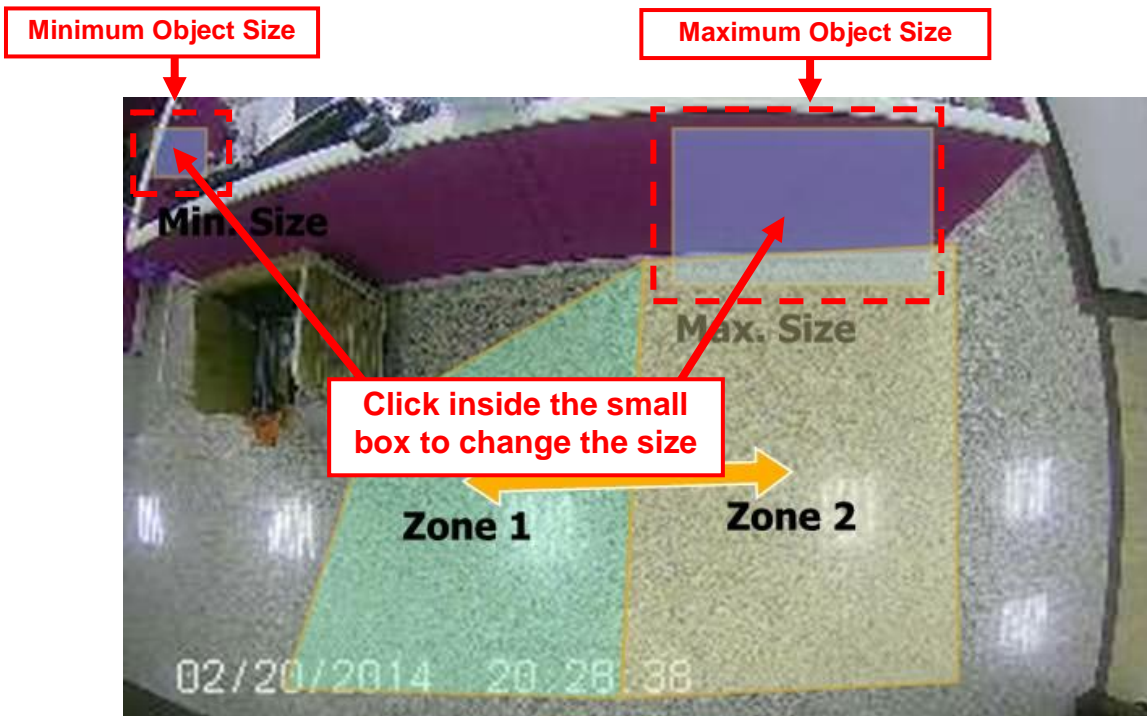 Minimum Object Size
Maximum Object Size
Min. Size
Max. Size
Click inside the small
box to change the size
Zone 1
Zone 2
02/20/2014 20:28:38